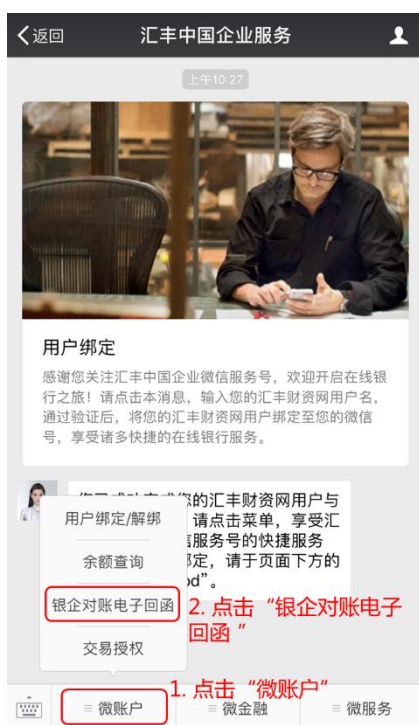 返回
汇丰中国企业服务
上午10:27
用户绑定
感谢您关注汇丰中国企业微信服务号，欢迎开启在线银
行之旅！请点击本消息，输入您的汇丰财资网用户名，
通过验证后，将您的汇丰财资网用户绑定至您的微信
号，享受诸多快捷的在线银行服务。
您的汇丰财资网用户与
请点击菜单，享受汇
服务号的快捷服务
绑定，请于页面下方的
od”。
用户绑定/解绑
余额查询
银企对账电子回函
交易授权
2. 点击“银企对账电子
回函 ”
1. 点击“微账户”
微账户
微金融
微服务